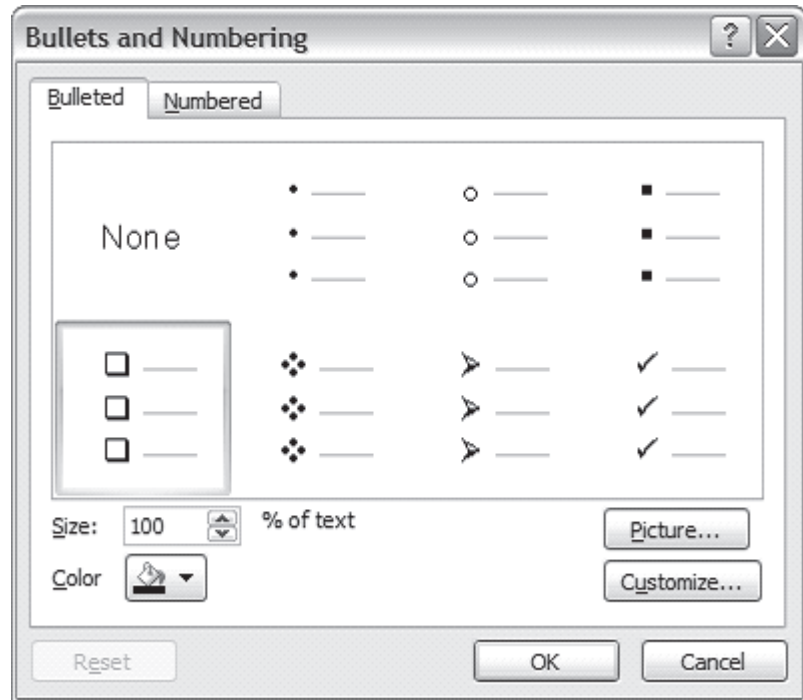 Bullets and Numbering
Bulleted
Numbered
None
Size:
100
% of text
Picture...
Color
Customize...
Reset
OK
Cancel